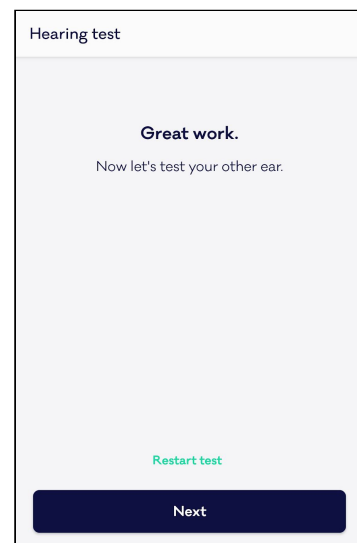 Hearing test
Great work.
Now let's test your other ear.
Restart test
Next